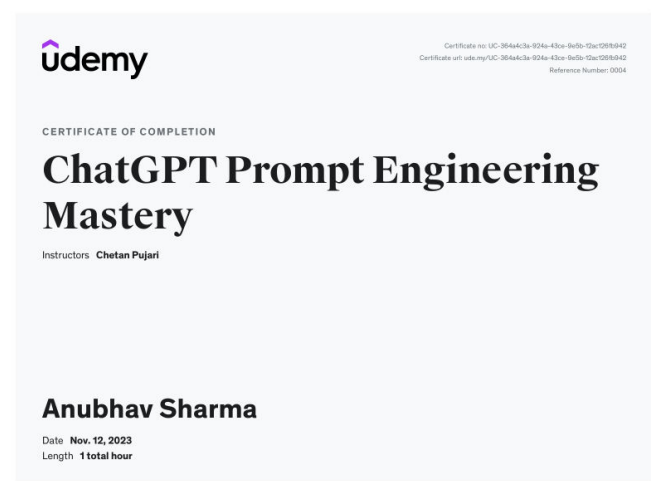 ûdemy
Certificate no: UC-364a4c3a-924e-43ce-9e5b-12ac126fb942
Certificate url: ude.my/UC-364a4c3a-924e-43ce-9e5b-12ac126fb942
Reference Number: 0004
CERTIFICATE OF COMPLETION
ChatGPT Prompt Engineering
Mastery
Instructors Chetan Pujari
Anubhav Sharma
Date Nov. 12, 2023
Length 1 total hour